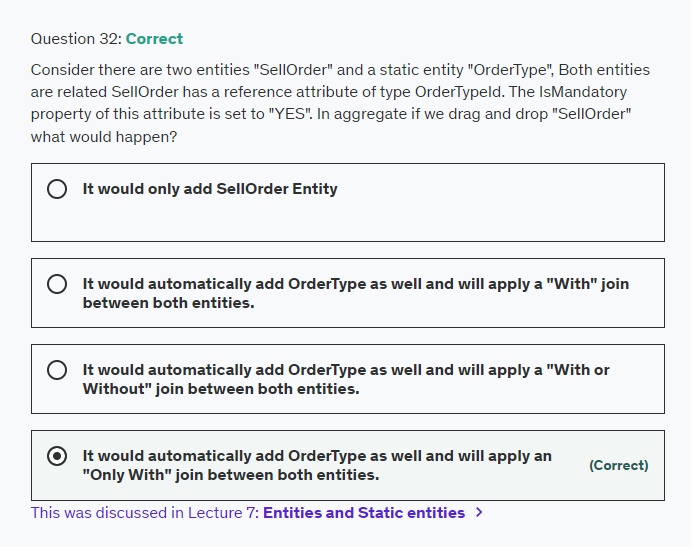 Question 32: Correct
Consider there are two entities "SellOrder" and a static entity "OrderType", Both entities
are related SellOrder has a reference attribute of type OrderTypeId. The IsMandatory
property of this attribute is set to "YES". In aggregate if we drag and drop "SellOrder"
what would happen?
It would only add SellOrder Entity
It would automatically add OrderType as well and will apply a "With" join
between both entities.
It would automatically add OrderType as well and will apply a "With or
Without" join between both entities.
It would automatically add OrderType as well and will apply an
"Only With" join between both entities.
(Correct)
This was discussed in Lecture 7: Entities and Static entities >